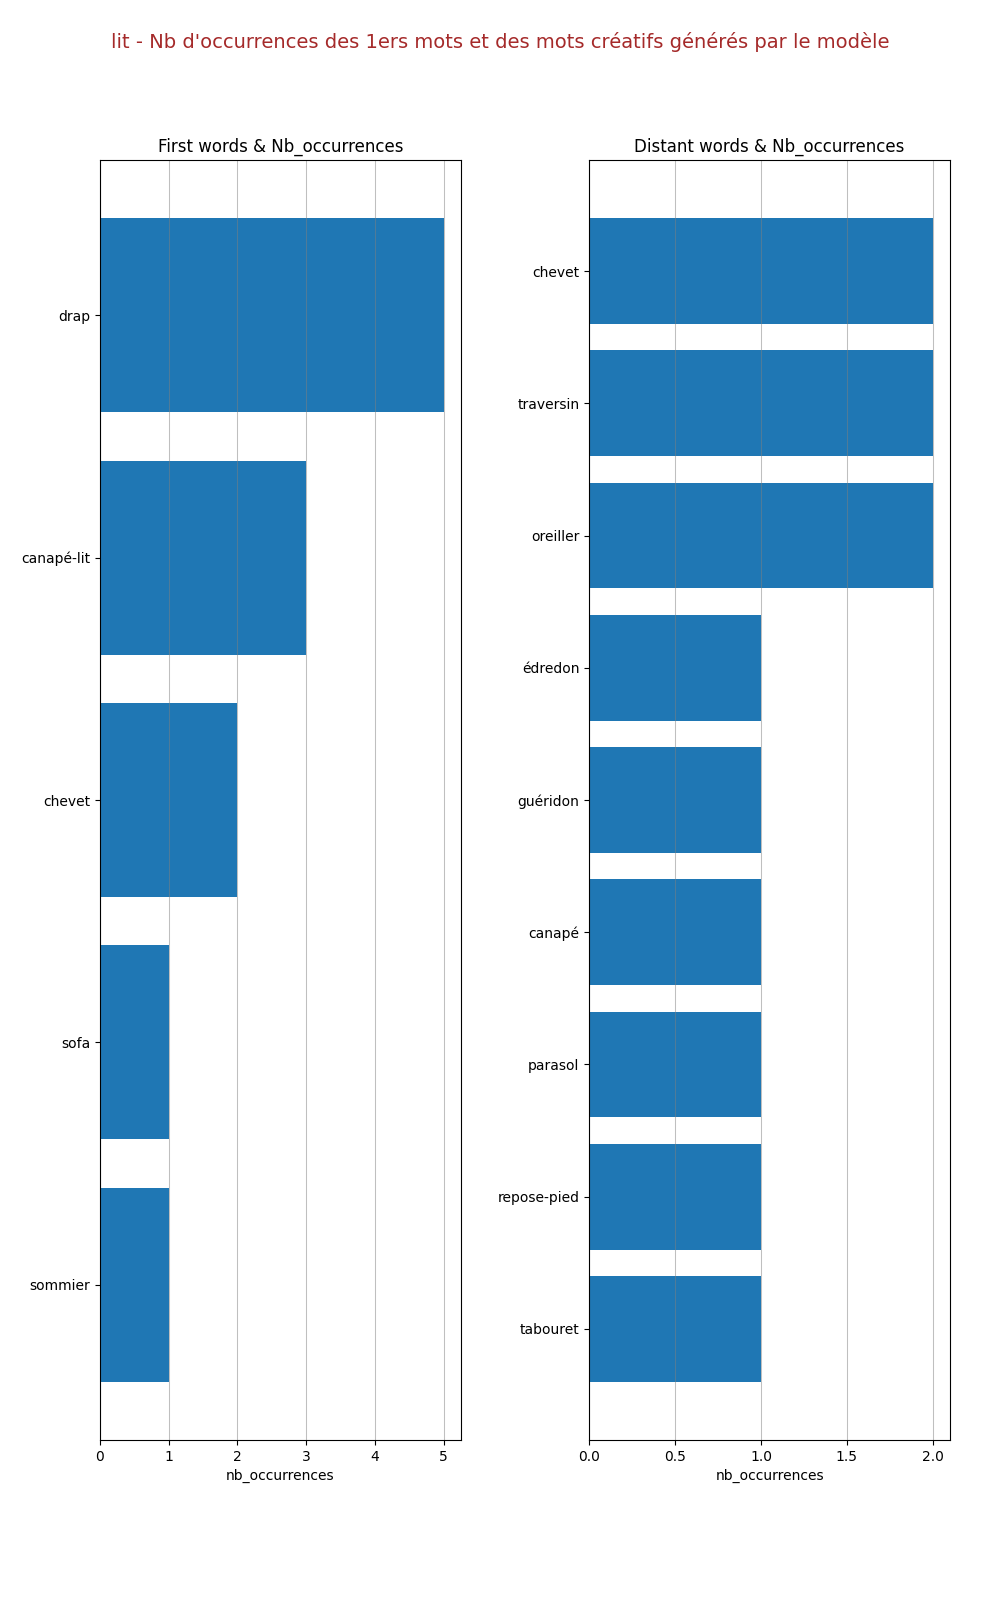 lit - Nb d'occurrences des 1ers mots et des mots créatifs générés par le modèle
First words & Nb_occurrences
drap
canapé-lit
chevet
sofa
sommier
0 1 2 3 4 5
nb_occurrences
Distant words & Nb_occurrences
chevet
traversin
oreiller
édredon
guéridon
canapé
parasol
repose-pied
tabouret
0.0 0.5 1.0 1.5 2.0
nb_occurrences